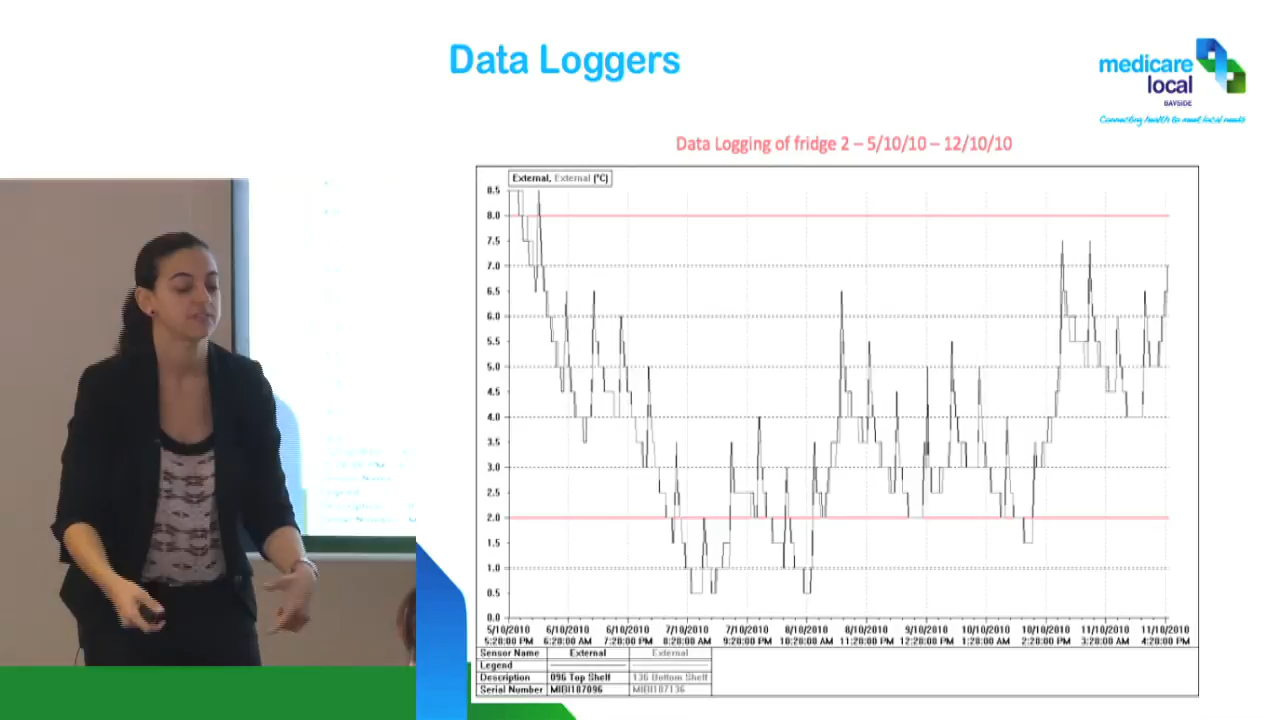 Data Loggers
medicare
local
BAYSIDE
Connecting health to meet local needs
Data Logging of fridge 2 – 5/10/10 – 12/10/10
External, External (°C)
8.5
8.0
7.5
7.0
6.5
6.0
5.5
5.0
4.5
4.0
3.5
3.0
2.5
2.0
1.5
1.0
0.5
0.0
5/10/2010 6/10/2010 6/10/2010 7/10/2010 7/10/2010 8/10/2010 8/10/2010 9/10/2010 10/10/2010 10/10/2010 11/10/2010 11/10/2010
5:28:00 PM 6:28:00 AM 7:28:00 PM 8:28:00 AM 9:28:00 PM 10:28:00 AM 11:28:00 PM 12:28:00 PM 1:28:00 AM 2:28:00 PM 3:28:00 AM 4:28:00 PM
Sensor Name External External
Legend
Description 096 Top Shelf 136 Bottom Shelf
Serial Number MIBI107096 MIBI107136